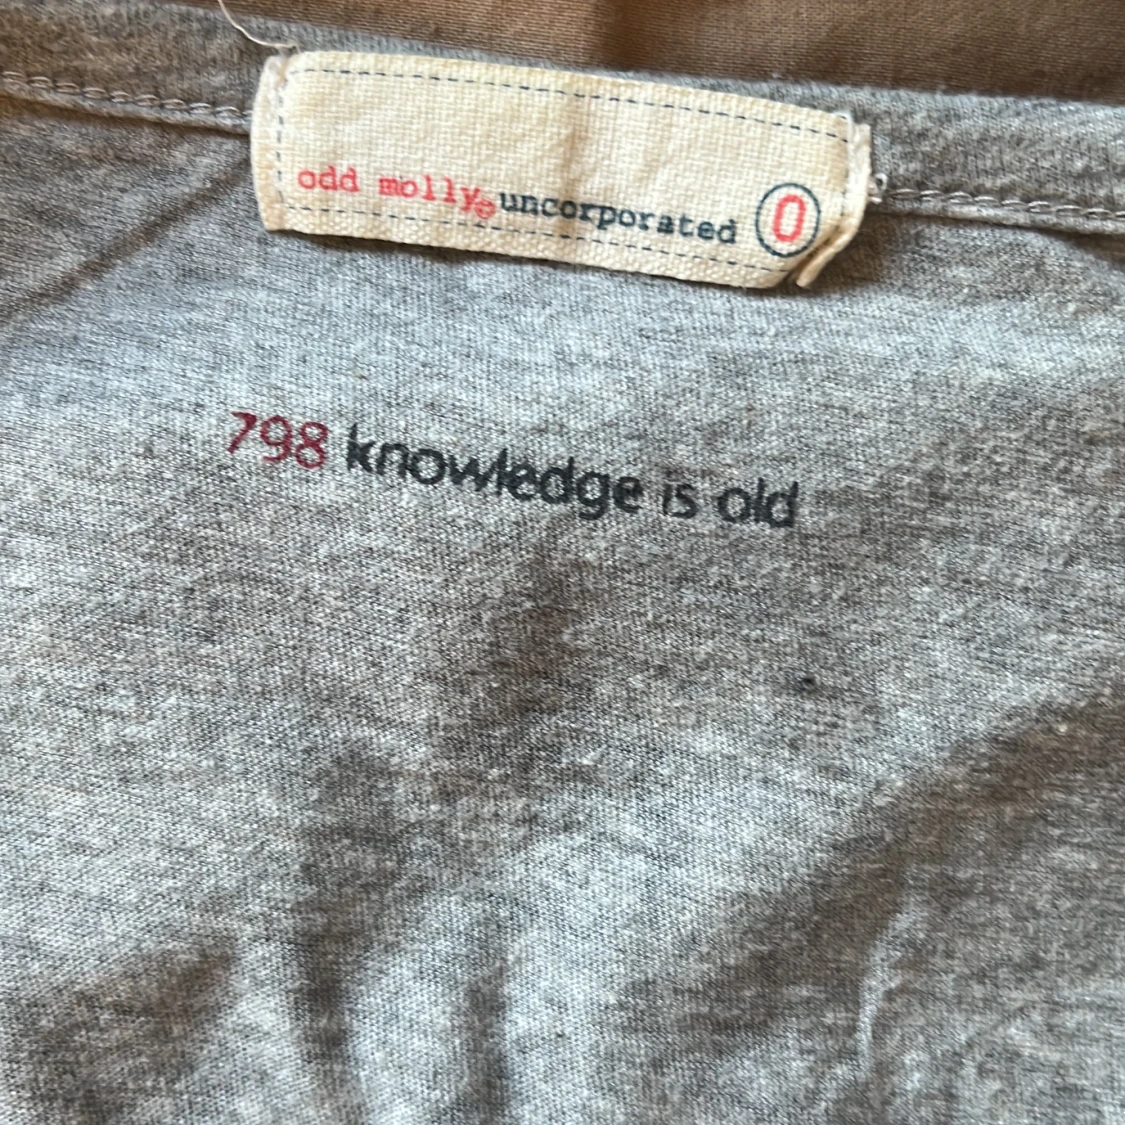 odd molly® uncorporated 0
798 knowledge is old